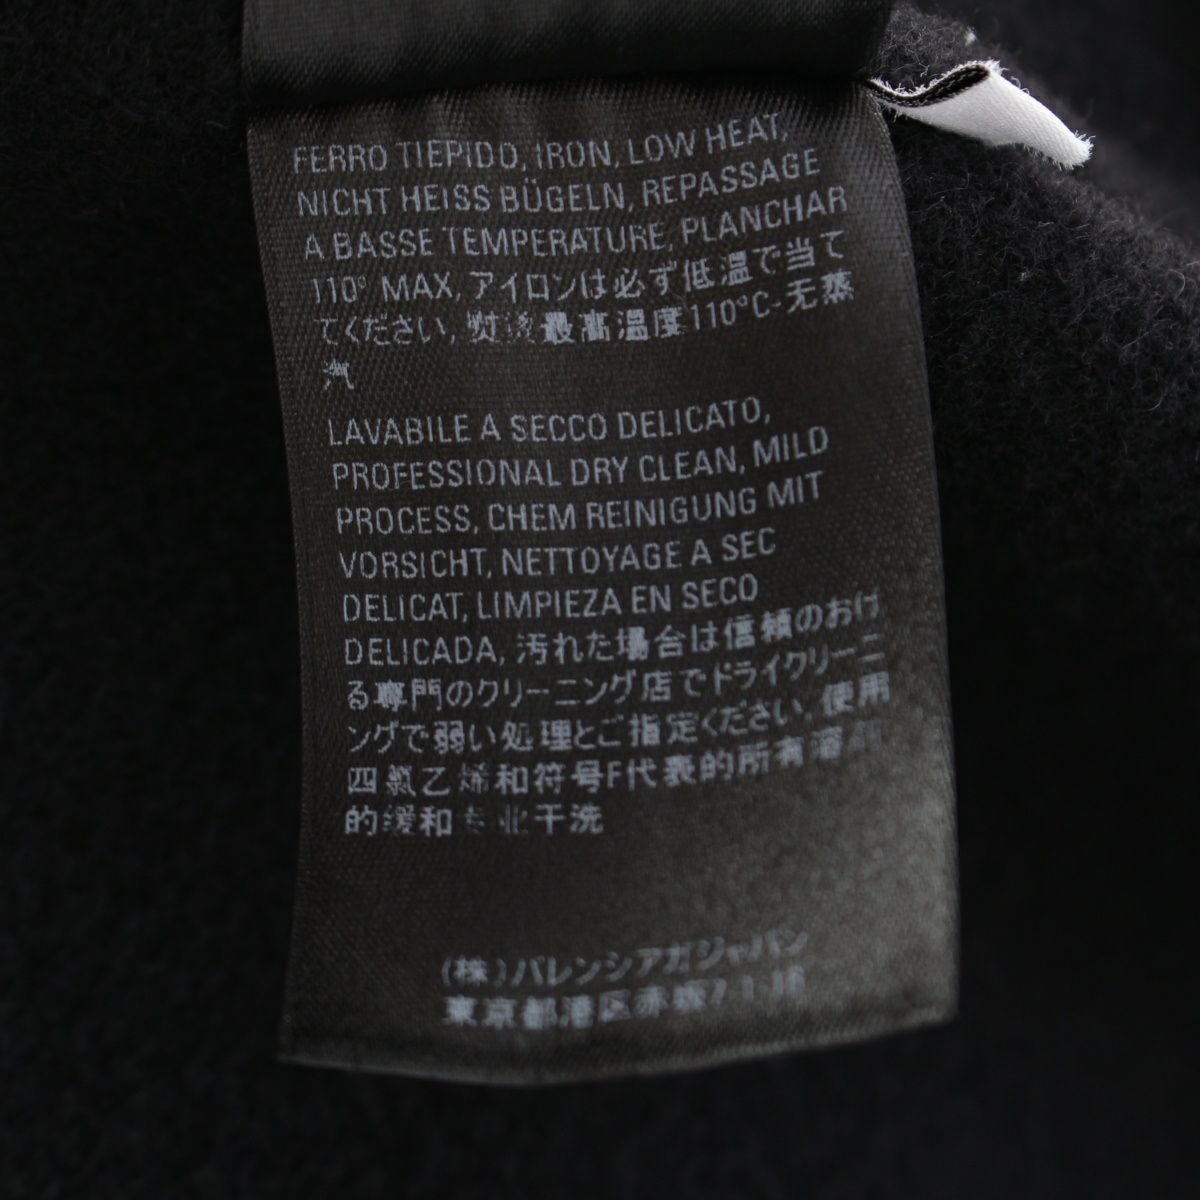 FERRO TIEPIDO, IRON, LOW HEAT,
NICHT HEISS BÜGELN, REPASSAGE
A BASSE TEMPERATURE, PLANCHAR
110° MAX, アイロンは必ず低温で当て
てください, 熨烫最高温度110°C-无蒸
汽
LAVABILE A SECCO DELICATO,
PROFESSIONAL DRY CLEAN, MILD
PROCESS, CHEM REINIGUNG MIT
VORSICHT, NETTOYAGE A SEC
DELICAT, LIMPIEZA EN SECO
DELICADA, 汚れた場合は信頼のおけ
る専門のクリーニング店でドライクリーニ
ングで弱い処理とご指定ください, 使用
四氯乙烯和符号F代表的所有溶剂
的缓和专业干洗
(株)バレンシアガジャパン
東京都港区赤坂